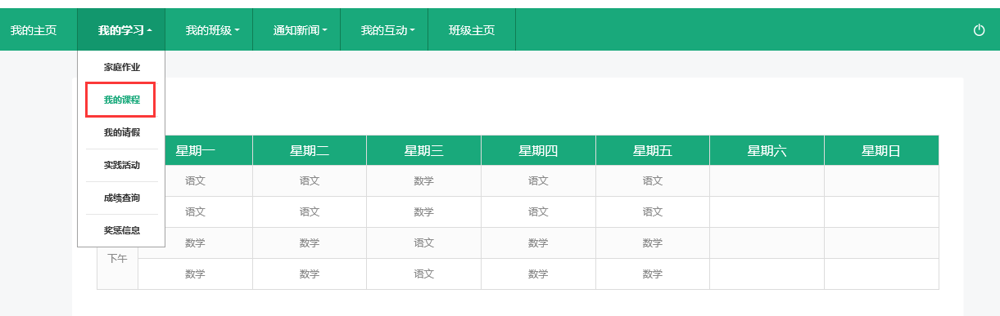 我的主页 我的学习 我的班级 通知新闻 我的互动 班级主页
家庭作业
我的课程
我的请假
实践活动
成绩查询
奖惩信息
星期一 星期二 星期三 星期四 星期五 星期六 星期日
语文 语文 数学 语文 语文
语文 语文 数学 语文 语文
数学 数学 语文 数学 数学
下午
数学 数学 语文 数学 数学